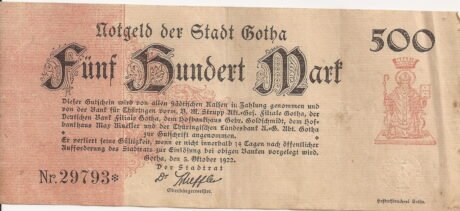 Notgeld der Stadt Gotha
500
Fünf Hundert Mark
Dieser Gutschein wird von allen städtischen Kassen in Zahlung genommen und
von der Bank für Thüringen vorm. B. M. Strupp Akt.-Ges. Filiale Gotha, der
Deutschen Bank Filiale Gotha, dem Hofbankhaus Gebr. Goldschmidt, dem Hof-
bankhaus Max Mueller und der Thüringischen Landesbank A.-G. Abt. Gotha
zur Gutschrift angenommen.
Er verliert seine Gültigkeit, wenn er nicht innerhalb 14 Tagen nach öffentlicher
Aufforderung des Stadtrats zur Einlösung bei obigen Banken vorgelegt wird.
Gotha, den 5. Oktober 1922.
Der Stadtrat
Nr. 29793*
Dr.
Oberbürgermeister.